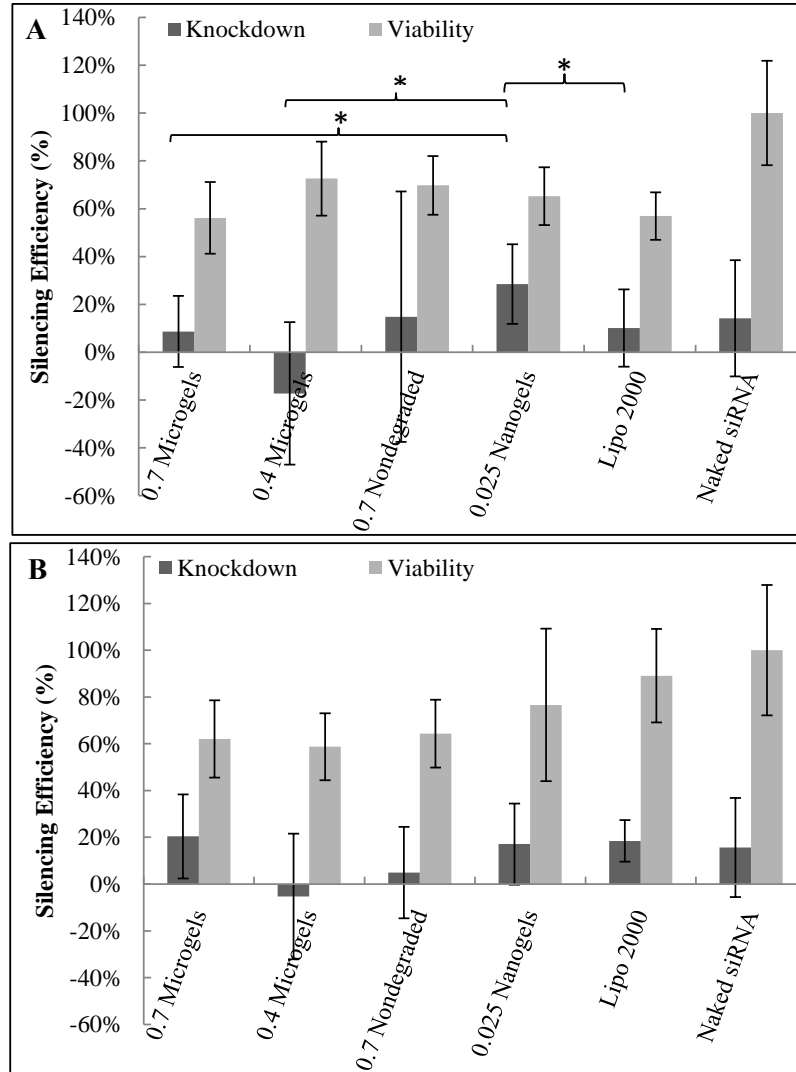 A
Knockdown Viability
140%
120%
100%
80%
60%
40%
20%
0%
-20%
-40%
-60%
Silencing Efficiency (%)
*
*
*
0.7 Microgels
0.4 Microgels
0.7 Nondegraded
0.025 Nanogels
Lipo 2000
Naked siRNA
B
Knockdown Viability
140%
120%
100%
80%
60%
40%
20%
0%
-20%
-40%
-60%
Silencing Efficiency (%)
0.7 Microgels
0.4 Microgels
0.7 Nondegraded
0.025 Nanogels
Lipo 2000
Naked siRNA